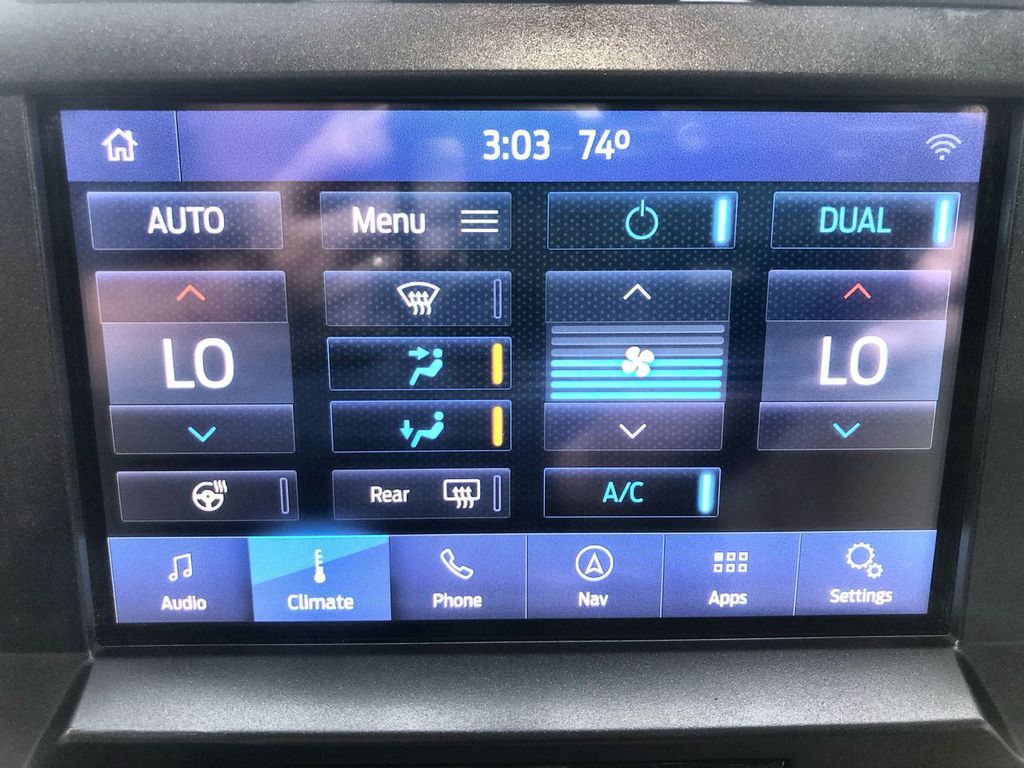 3:03 74º
AUTO
Menu
DUAL
LO
LO
Rear
A/C
Audio
Climate
Phone
Nav
Apps
Settings